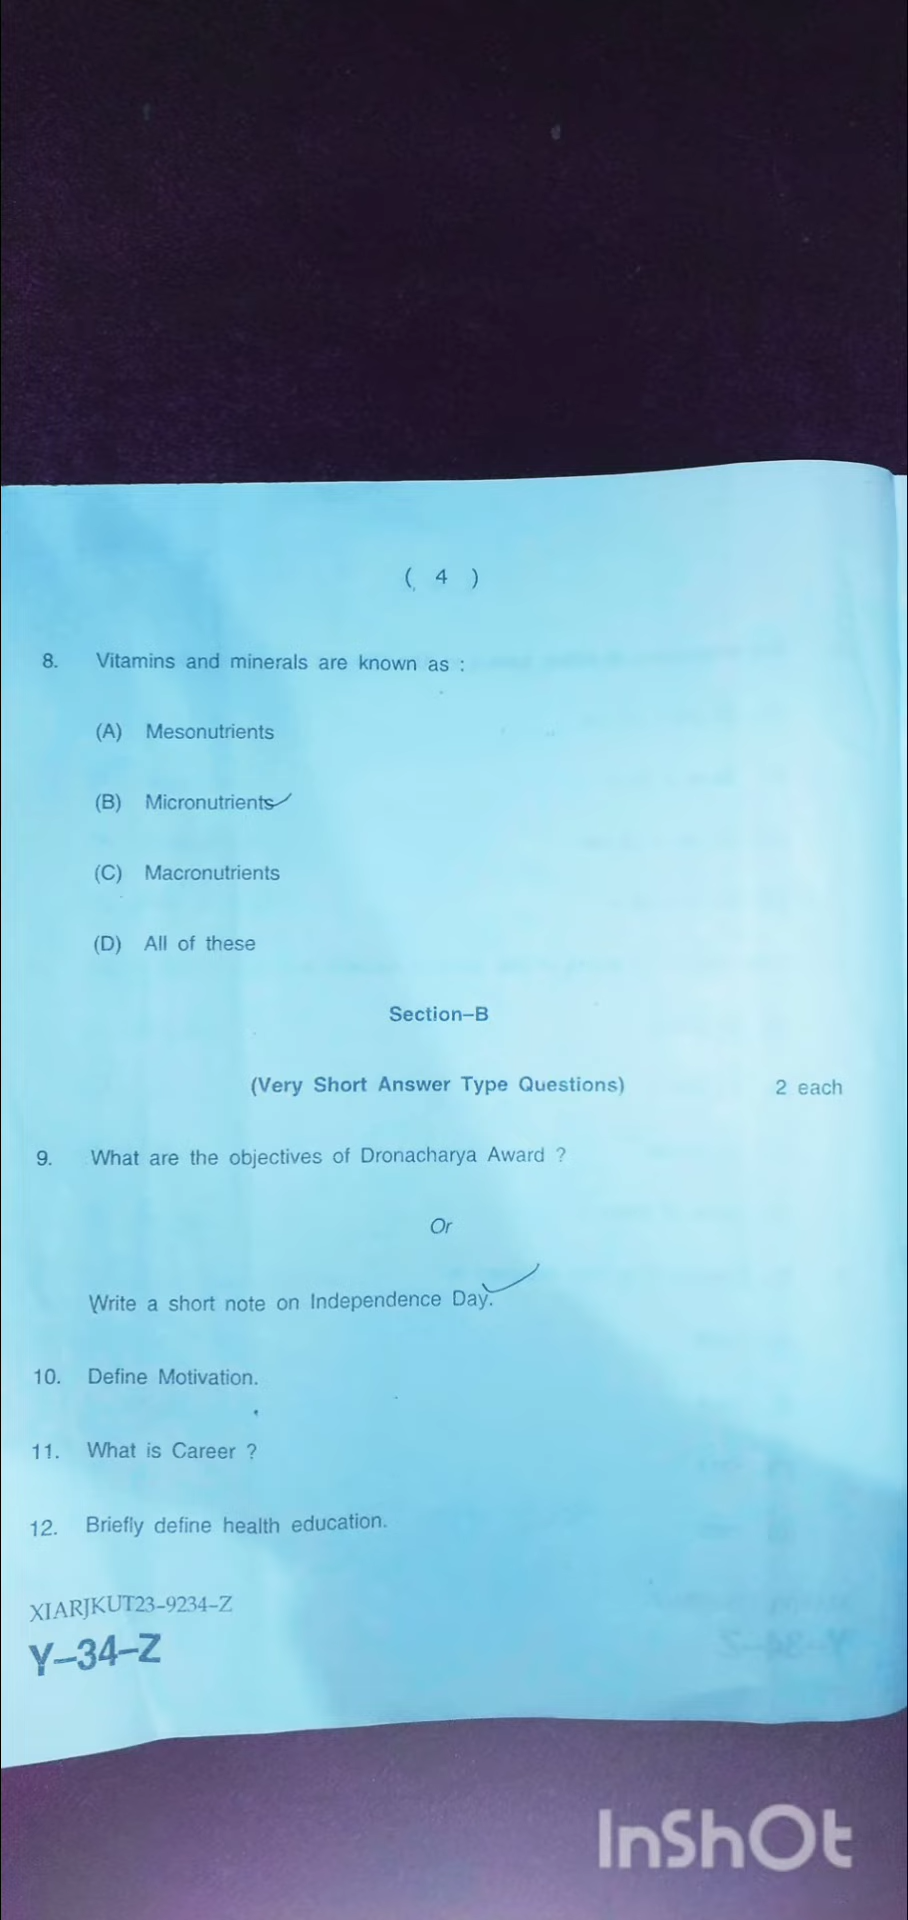 ( 4 )
8. Vitamins and minerals are known as :
(A) Mesonutrients
(B) Micronutrients
(C) Macronutrients
(D) All of these
Section–B
(Very Short Answer Type Questions) 2 each
9. What are the objectives of Dronacharya Award ?
Or
Write a short note on Independence Day.
10. Define Motivation.
11. What is Career ?
12. Briefly define health education.
XIARJKUT23-9234-Z
Y–34–Z
InShOt